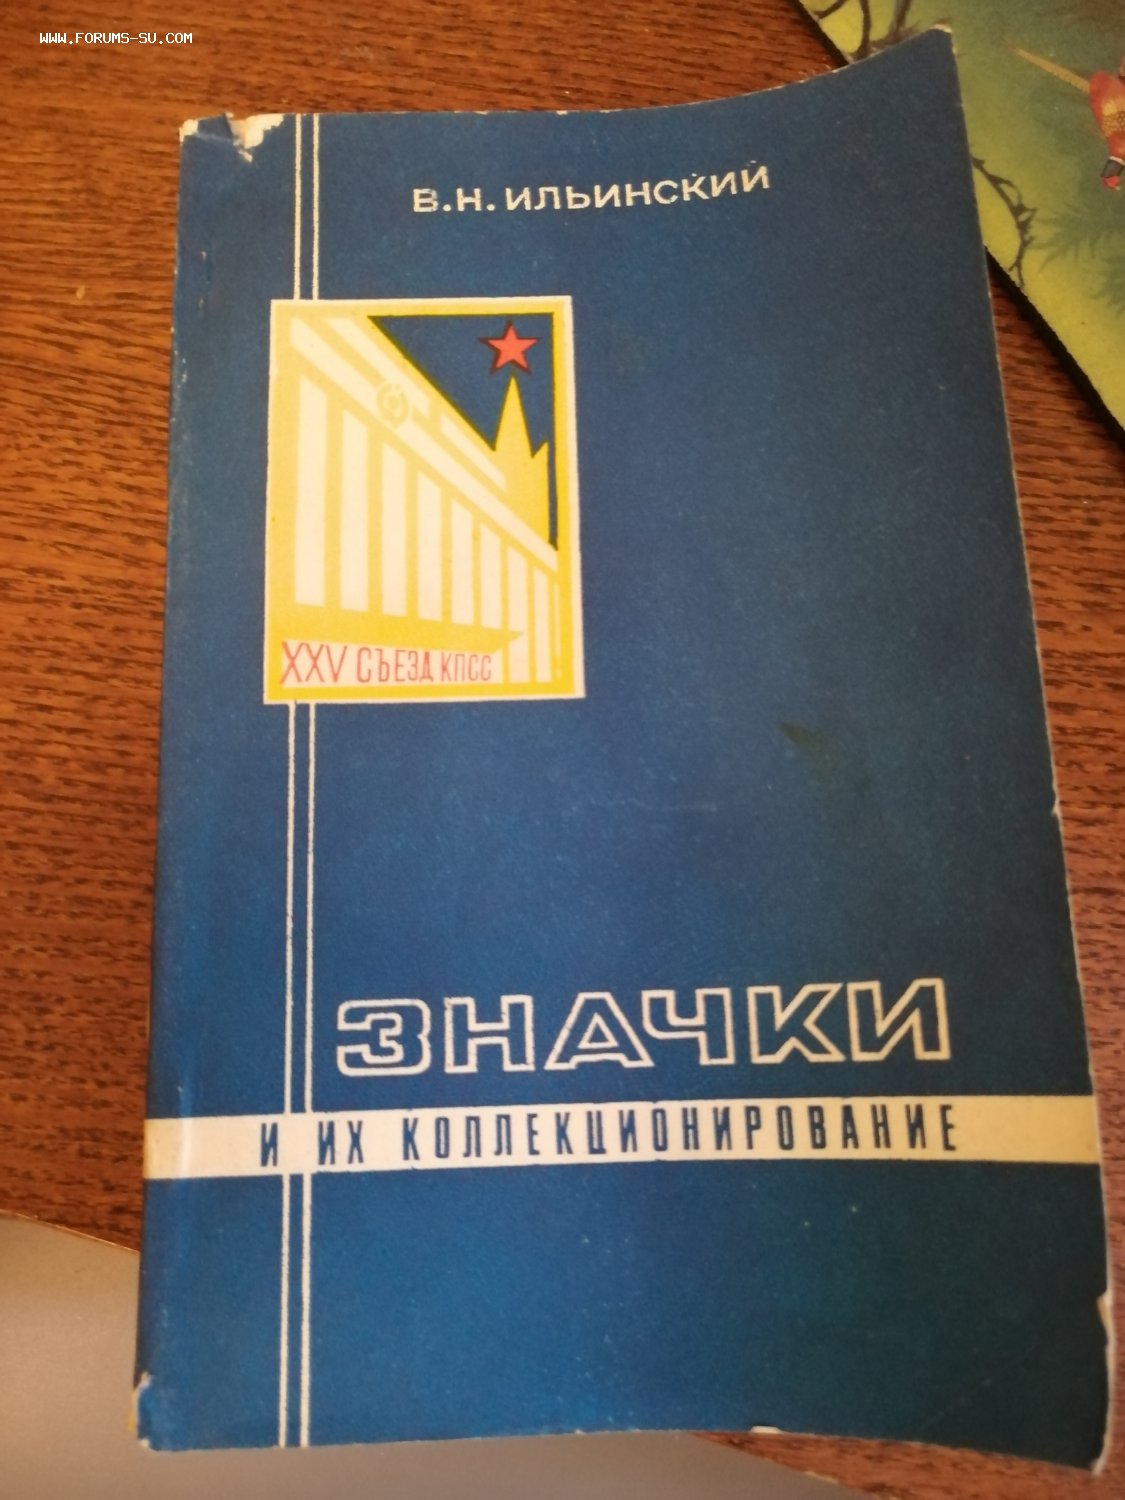 WWW.FORUMS-SU.COM
В.Н. ИЛЬИНСКИЙ
XXV СЪЕЗД КПСС
ЗНАЧКИ
И ИХ КОЛЛЕКЦИОНИРОВАНИЕ